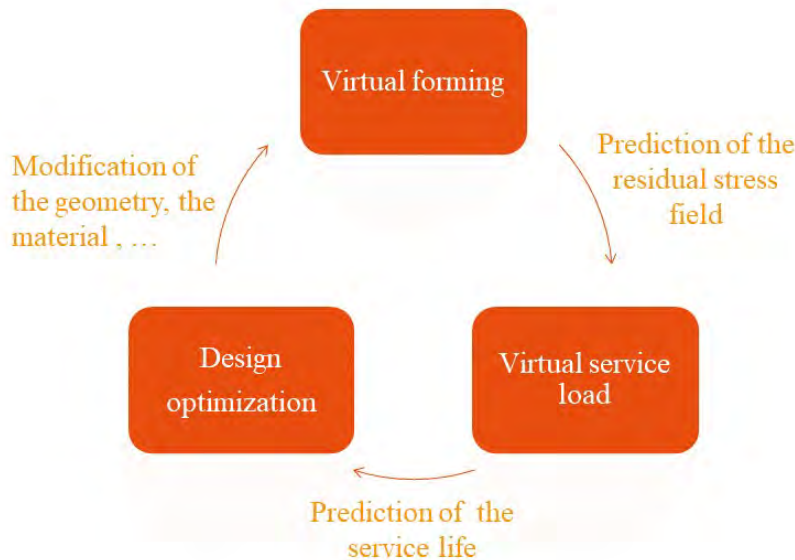 Virtual forming
Prediction of the
residual stress
field
Virtual service
load
Prediction of the
service life
Design
optimization
Modification of
the geometry, the
material , …